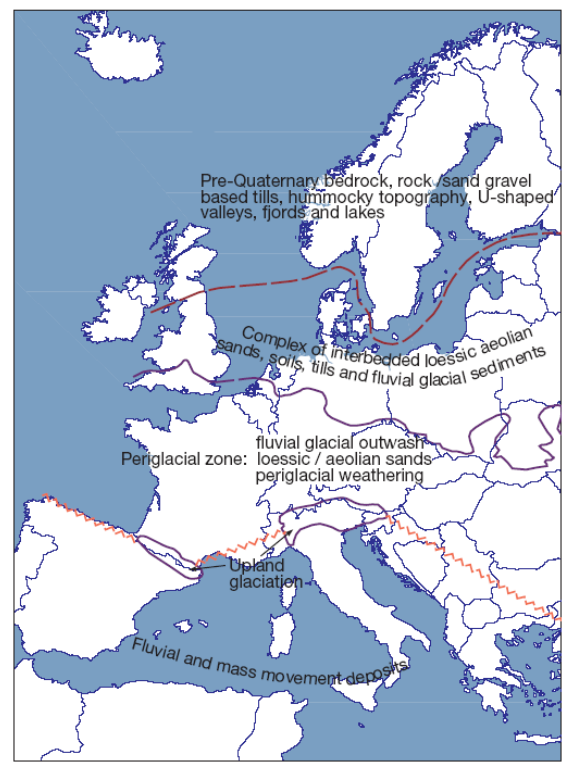 Pre-Quaternary bedrock, rock /sand gravel
based tills, hummocky topography, U-shaped
valleys, fjords and lakes
Complex of interbedded loessic aeolian
sands, soils, tills and fluvial glacial sediments
fluvial glacial outwash
Periglacial zone: loessic / aeolian sands
periglacial weathering
Upland
glaciation
Fluvial and mass movement deposits